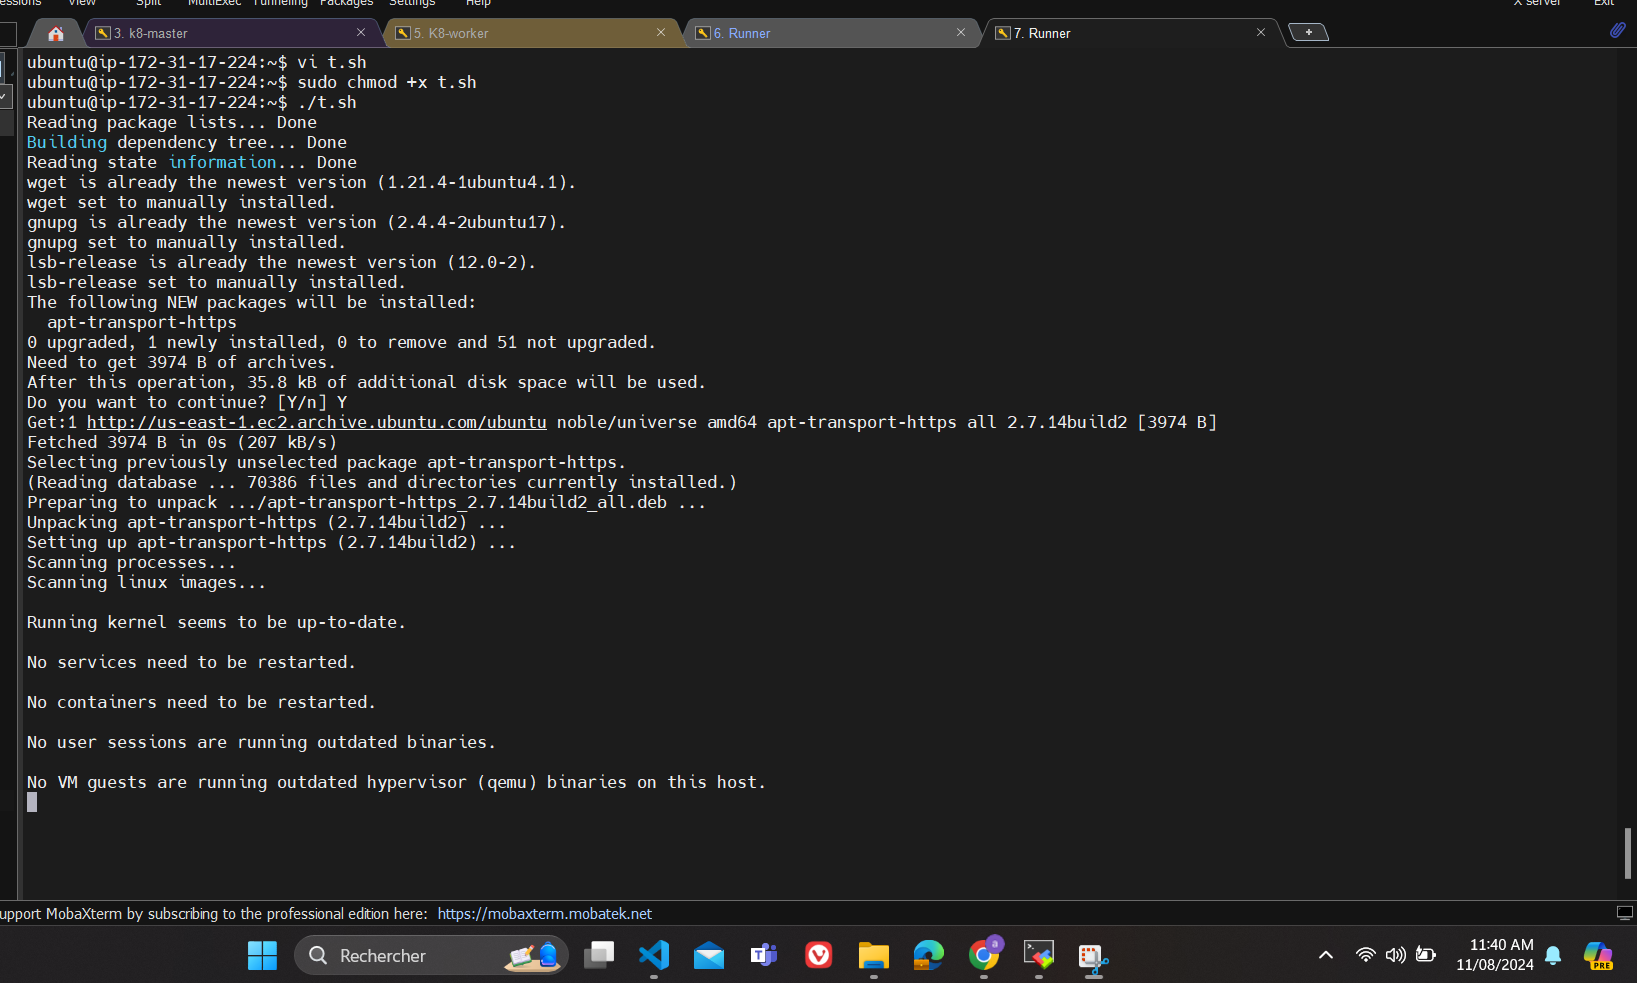 essions View Split MultiExec Tunneling Packages Settings Help X server Exit
3. k8-master 5. K8-worker 6. Runner 7. Runner
ubuntu@ip-172-31-17-224:~$ vi t.sh
ubuntu@ip-172-31-17-224:~$ sudo chmod +x t.sh
ubuntu@ip-172-31-17-224:~$ ./t.sh
Reading package lists... Done
Building dependency tree... Done
Reading state information... Done
wget is already the newest version (1.21.4-1ubuntu4.1).
wget set to manually installed.
gnupg is already the newest version (2.4.4-2ubuntu17).
gnupg set to manually installed.
lsb-release is already the newest version (12.0-2).
lsb-release set to manually installed.
The following NEW packages will be installed:
apt-transport-https
0 upgraded, 1 newly installed, 0 to remove and 51 not upgraded.
Need to get 3974 B of archives.
After this operation, 35.8 kB of additional disk space will be used.
Do you want to continue? [Y/n] Y
Get:1 http://us-east-1.ec2.archive.ubuntu.com/ubuntu noble/universe amd64 apt-transport-https all 2.7.14build2 [3974 B]
Fetched 3974 B in 0s (207 kB/s)
Selecting previously unselected package apt-transport-https.
(Reading database ... 70386 files and directories currently installed.)
Preparing to unpack .../apt-transport-https_2.7.14build2_all.deb ...
Unpacking apt-transport-https (2.7.14build2) ...
Setting up apt-transport-https (2.7.14build2) ...
Scanning processes...
Scanning linux images...
Running kernel seems to be up-to-date.
No services need to be restarted.
No containers need to be restarted.
No user sessions are running outdated binaries.
No VM guests are running outdated hypervisor (qemu) binaries on this host.
upport MobaXterm by subscribing to the professional edition here: https://mobaxterm.mobatek.net
Rechercher
11:40 AM
11/08/2024
PRE